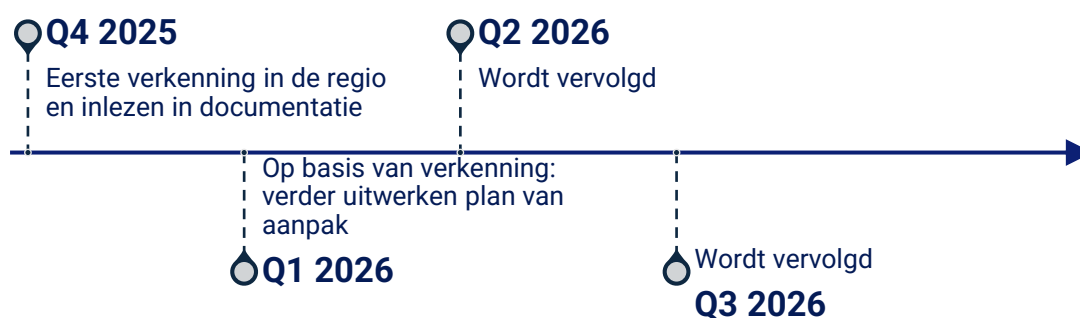 Q4 2025
Eerste verkenning in de regio
en inlezen in documentatie
Op basis van verkenning:
verder uitwerken plan van
aanpak
Q1 2026
Q2 2026
Wordt vervolgd
Wordt vervolgd
Q3 2026